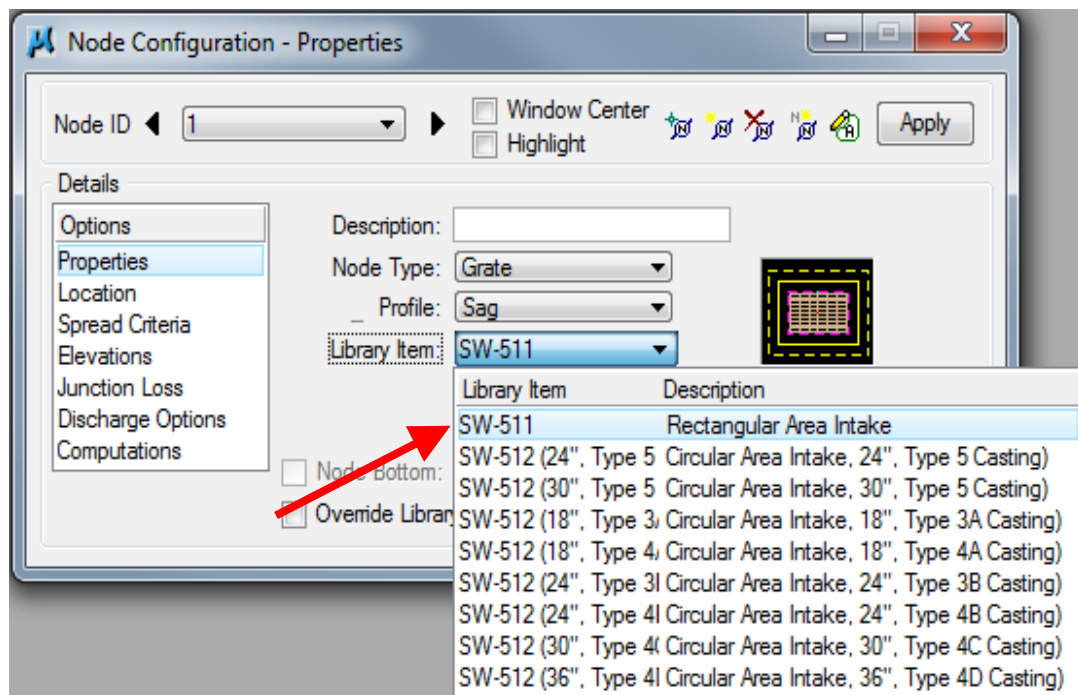 Node Configuration - Properties
Node ID 1 Window Center Apply
Highlight
Details
Options
Properties
Location
Spread Criteria
Elevations
Junction Loss
Discharge Options
Computations
Description:
Node Type: Grate
_ Profile: Sag
Library Item: SW-511
Node Bottom:
Override Library
Library Item Description
SW-511 Rectangular Area Intake
SW-512 (24", Type 5 Circular Area Intake, 24", Type 5 Casting)
SW-512 (30", Type 5 Circular Area Intake, 30", Type 5 Casting)
SW-512 (18", Type 3A Circular Area Intake, 18", Type 3A Casting)
SW-512 (18", Type 4A Circular Area Intake, 18", Type 4A Casting)
SW-512 (24", Type 3B Circular Area Intake, 24", Type 3B Casting)
SW-512 (24", Type 4B Circular Area Intake, 24", Type 4B Casting)
SW-512 (30", Type 4C Circular Area Intake, 30", Type 4C Casting)
SW-512 (36", Type 4D Circular Area Intake, 36", Type 4D Casting)